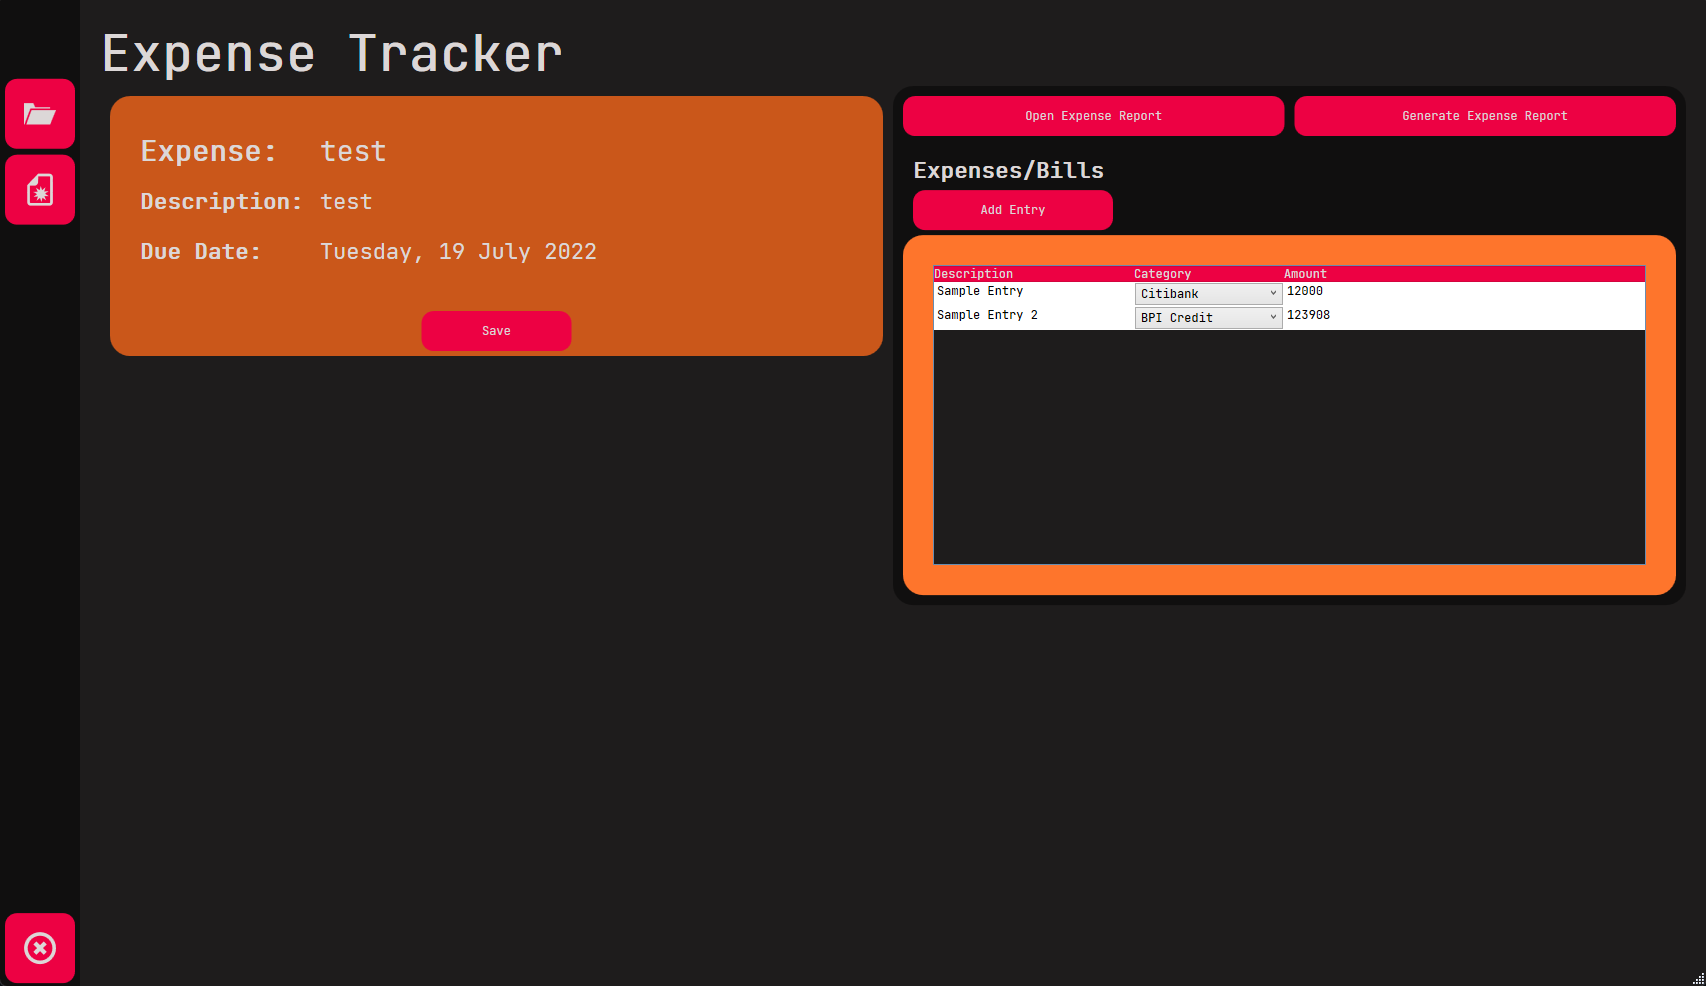 Expense Tracker
Expense: test
Description: test
Due Date: Tuesday, 19 July 2022
Save
Open Expense Report Generate Expense Report
Expenses/Bills
Add Entry
Description Category Amount
Sample Entry Citibank 12000
Sample Entry 2 BPI Credit 123908